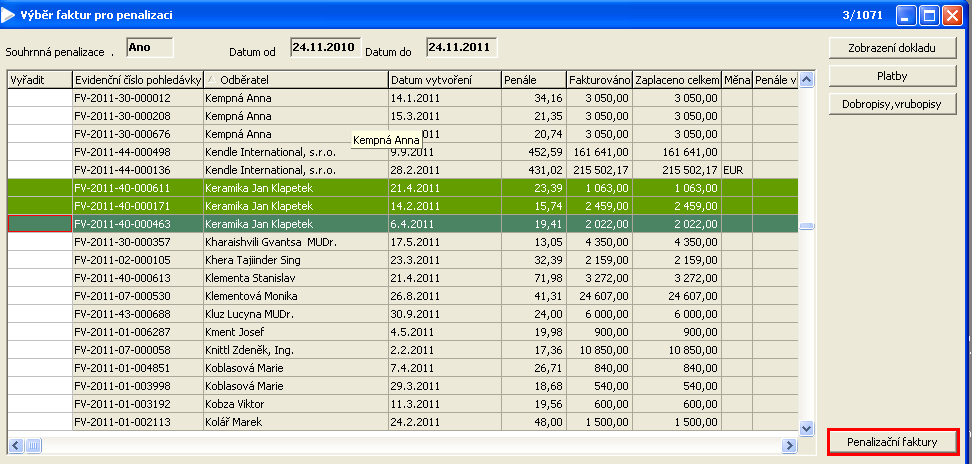 Výběr faktur pro penalizaci 3/1071
Souhrnná penalizace . Ano Datum od 24.11.2010 Datum do 24.11.2011
Zobrazení dokladu
Platby
Dobropisy,vrubopisy
Vyřadit Evidenční číslo pohledávky Odběratel Datum vytvoření Penále Fakturováno Zaplaceno celkem Měna Penále v
FV-2011-30-000012 Kempná Anna 14.1.2011 34,16 3 050,00 3 050,00
FV-2011-30-000208 Kempná Anna 15.3.2011 21,35 3 050,00 3 050,00
FV-2011-30-000676 Kempná Anna 2011 20,74 3 050,00 3 050,00
Kempná Anna
FV-2011-44-000498 Kendle International, s.r.o. 9.9.2011 452,59 161 641,00 161 641,00
FV-2011-44-000136 Kendle International, s.r.o. 28.2.2011 431,02 215 502,17 215 502,17 EUR
FV-2011-40-000611 Keramika Jan Klapetek 21.4.2011 23,39 1 063,00 1 063,00
FV-2011-40-000171 Keramika Jan Klapetek 14.2.2011 15,74 2 459,00 2 459,00
FV-2011-40-000463 Keramika Jan Klapetek 6.4.2011 19,41 2 022,00 2 022,00
FV-2011-30-000357 Kharaishvili Gvantsa MUDr. 17.5.2011 13,05 4 350,00 4 350,00
FV-2011-02-000105 Khera Tajiinder Sing 23.3.2011 32,39 2 159,00 2 159,00
FV-2011-40-000613 Klementa Stanislav 21.4.2011 71,98 3 272,00 3 272,00
FV-2011-07-000530 Klementová Monika 26.8.2011 41,31 24 607,00 24 607,00
FV-2011-43-000688 Kluz Lucyna MUDr. 30.9.2011 24,00 6 000,00 6 000,00
FV-2011-01-006287 Kment Josef 4.5.2011 19,98 900,00 900,00
FV-2011-07-000058 Knittl Zdeněk, Ing. 2.2.2011 17,36 10 850,00 10 850,00
FV-2011-01-004851 Koblasová Marie 7.4.2011 26,71 840,00 840,00
FV-2011-01-003998 Koblasová Marie 29.3.2011 18,68 540,00 540,00
FV-2011-01-003192 Kobza Viktor 11.3.2011 19,56 600,00 600,00
FV-2011-01-002113 Kolář Marek 24.2.2011 48,00 1 500,00 1 500,00
Penalizační faktury